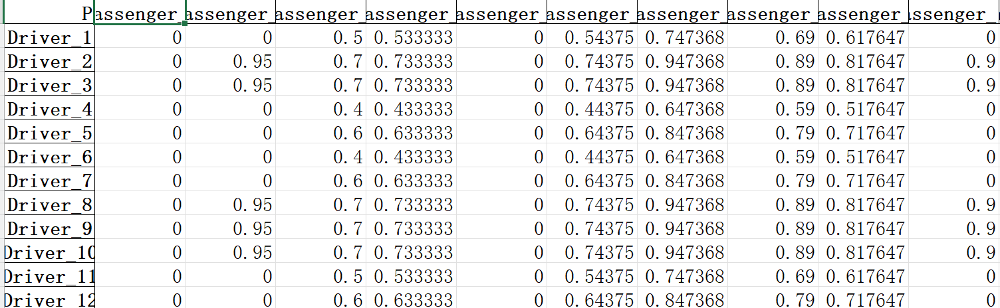 P assenger_ assenger_ assenger_ assenger_ assenger_ assenger_ assenger_ assenger_ assenger_ assenger_
Driver_1 0 0 0.5 0.533333 0 0.54375 0.747368 0.69 0.617647 0
Driver_2 0 0.95 0.7 0.733333 0 0.74375 0.947368 0.89 0.817647 0.9
Driver_3 0 0.95 0.7 0.733333 0 0.74375 0.947368 0.89 0.817647 0.9
Driver_4 0 0 0.4 0.433333 0 0.44375 0.647368 0.59 0.517647 0
Driver_5 0 0 0.6 0.633333 0 0.64375 0.847368 0.79 0.717647 0
Driver_6 0 0 0.4 0.433333 0 0.44375 0.647368 0.59 0.517647 0
Driver_7 0 0 0.6 0.633333 0 0.64375 0.847368 0.79 0.717647 0
Driver_8 0 0.95 0.7 0.733333 0 0.74375 0.947368 0.89 0.817647 0.9
Driver_9 0 0.95 0.7 0.733333 0 0.74375 0.947368 0.89 0.817647 0.9
Driver_10 0 0.95 0.7 0.733333 0 0.74375 0.947368 0.89 0.817647 0.9
Driver_11 0 0 0.5 0.533333 0 0.54375 0.747368 0.69 0.617647 0
Driver_12 0 0 0.6 0.633333 0 0.64375 0.847368 0.79 0.717647 0